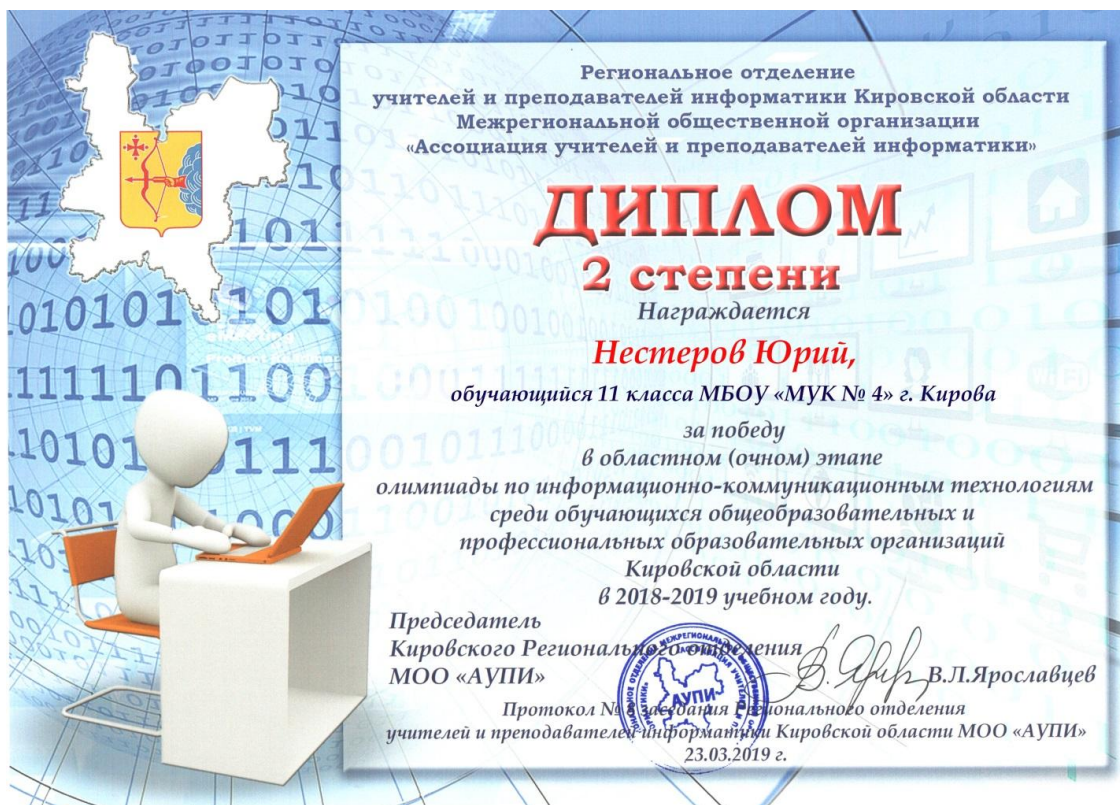 Региональное отделение
учителей и преподавателей информатики Кировской области
Межрегиональной общественной организации
«Ассоциация учителей и преподавателей информатики»
ДИПЛОМ
2 степени
Награждается
Нестеров Юрий,
обучающийся 11 класса МБОУ «МУК № 4» г. Кирова
за победу
в областном (очном) этапе
олимпиады по информационно-коммуникационным технологиям
среди обучающихся общеобразовательных и
профессиональных образовательных организаций
Кировской области
в 2018-2019 учебном году.
Председатель
Кировского Регионального отделения
МОО «АУПИ»
В.Л.Ярославцев
АУПИ
Протокол № заседания Регионального отделения
учителей и преподавателей информатики Кировской области МОО «АУПИ»
23.03.2019 г.